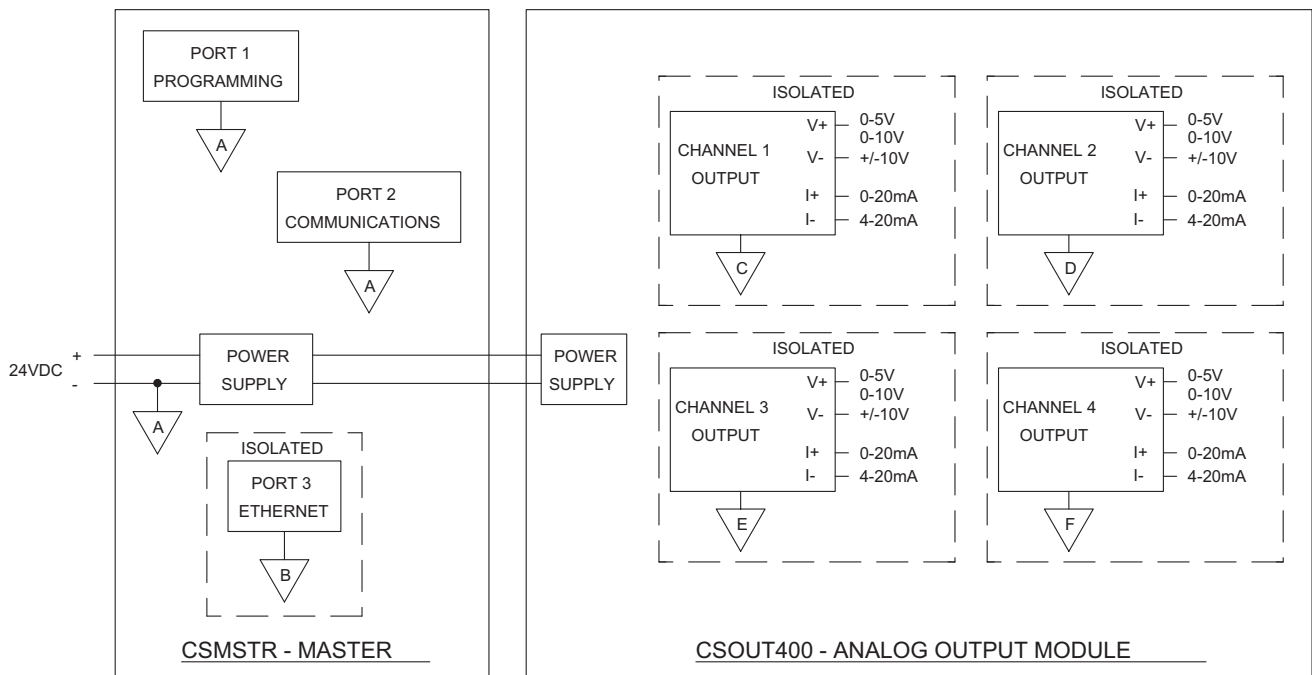 PORT 1
PROGRAMMING
A
PORT 2
COMMUNICATIONS
A
24VDC
+
-
POWER
SUPPLY
A
ISOLATED
PORT 3
ETHERNET
B
CSMSTR - MASTER
POWER
SUPPLY
ISOLATED
CHANNEL 1
OUTPUT
V+ 0-5V
0-10V
V- +/-10V
I+ 0-20mA
I- 4-20mA
C
ISOLATED
CHANNEL 2
OUTPUT
V+ 0-5V
0-10V
V- +/-10V
I+ 0-20mA
I- 4-20mA
D
ISOLATED
CHANNEL 3
OUTPUT
V+ 0-5V
0-10V
V- +/-10V
I+ 0-20mA
I- 4-20mA
E
ISOLATED
CHANNEL 4
OUTPUT
V+ 0-5V
0-10V
V- +/-10V
I+ 0-20mA
I- 4-20mA
F
CSOUT400 - ANALOG OUTPUT MODULE